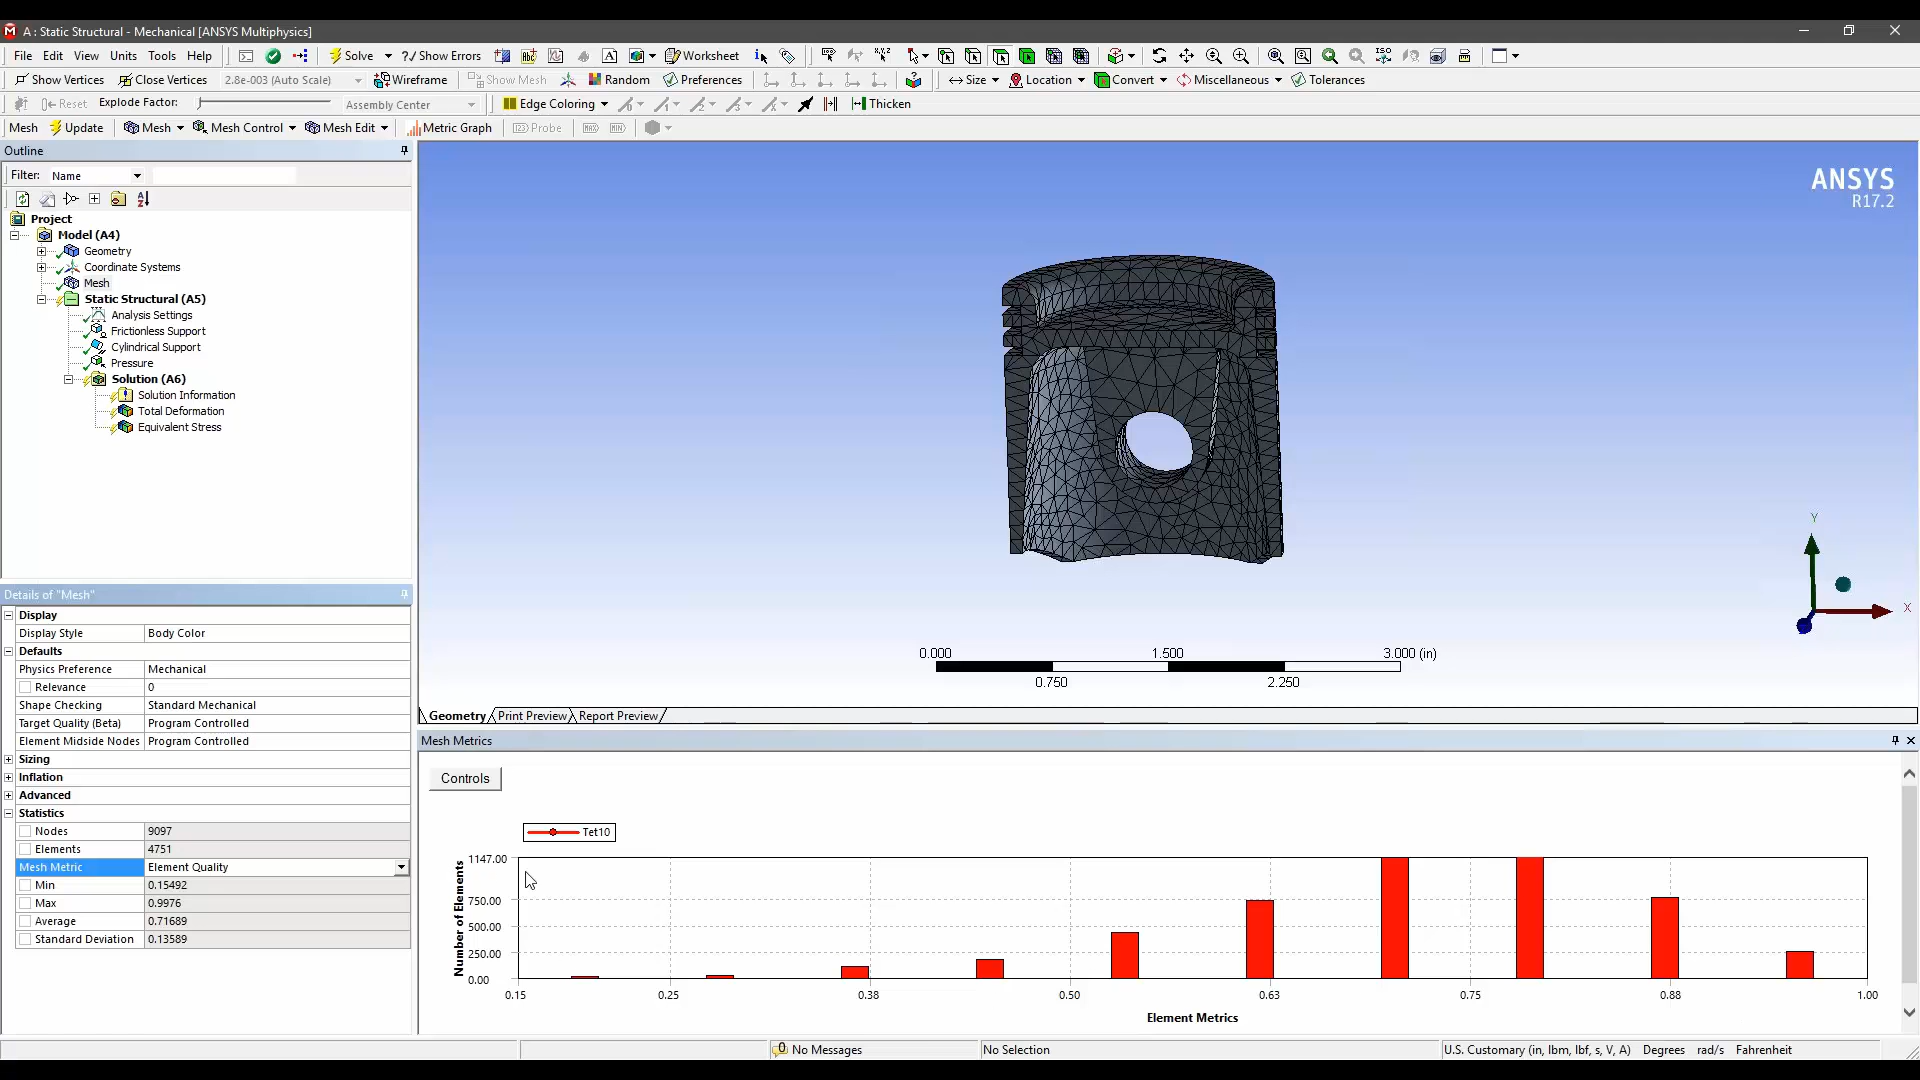 A : Static Structural - Mechanical [ANSYS Multiphysics]
File Edit View Units Tools Help Solve ?/ Show Errors Worksheet
Show Vertices Close Vertices 2.8e-003 (Auto Scale) Wireframe Show Mesh Random Preferences Size Location Convert Miscellaneous Tolerances
Reset Explode Factor: Assembly Center Edge Coloring Thicken
Mesh Update Mesh Mesh Control Mesh Edit Metric Graph Probe MAX MIN
Outline
Filter: Name
Project
Model (A4)
Geometry
Coordinate Systems
Mesh
Static Structural (A5)
Analysis Settings
Frictionless Support
Cylindrical Support
Pressure
Solution (A6)
Solution Information
Total Deformation
Equivalent Stress
Details of "Mesh"
Display
Display Style Body Color
Defaults
Physics Preference Mechanical
Relevance 0
Shape Checking Standard Mechanical
Target Quality (Beta) Program Controlled
Element Midside Nodes Program Controlled
Sizing
Inflation
Advanced
Statistics
Nodes 9097
Elements 4751
Mesh Metric Element Quality
Min 0.15492
Max 0.9976
Average 0.71689
Standard Deviation 0.13589
ANSYS
R17.2
Y
X
0.000 1.500 3.000 (in)
0.750 2.250
Geometry Print Preview Report Preview
Mesh Metrics
Controls
Tet10
Number of Elements
1147.00
750.00
500.00
250.00
0.00
0.15 0.25 0.38 0.50 0.63 0.75 0.88 1.00
Element Metrics
0 No Messages No Selection U.S. Customary (in, lbm, lbf, s, V, A) Degrees rad/s Fahrenheit